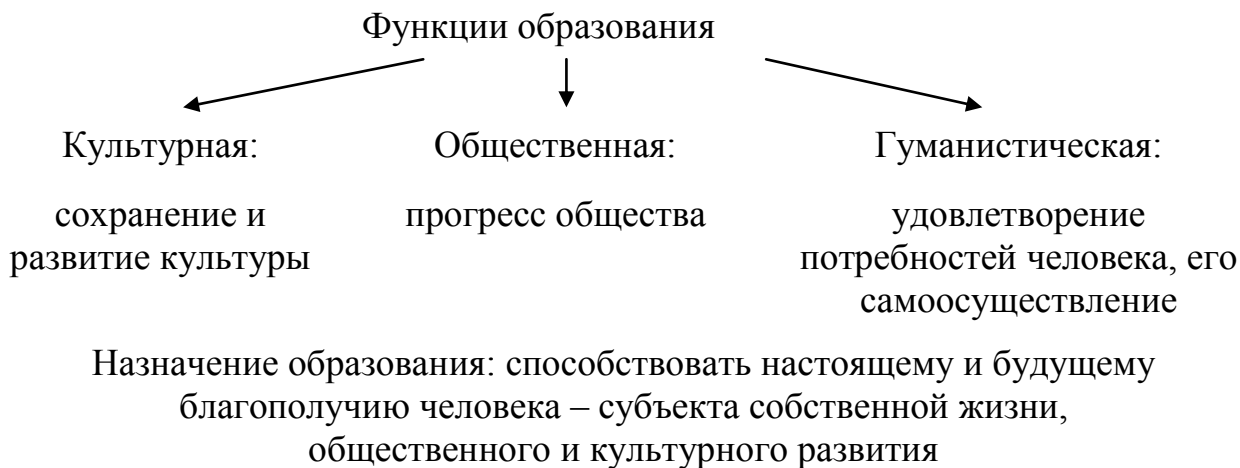 Функции образования
Культурная:
сохранение и
развитие культуры
Общественная:
прогресс общества
Гуманистическая:
удовлетворение
потребностей человека, его
самоосуществление
Назначение образования: способствовать настоящему и будущему
благополучию человека – субъекта собственной жизни,
общественного и культурного развития